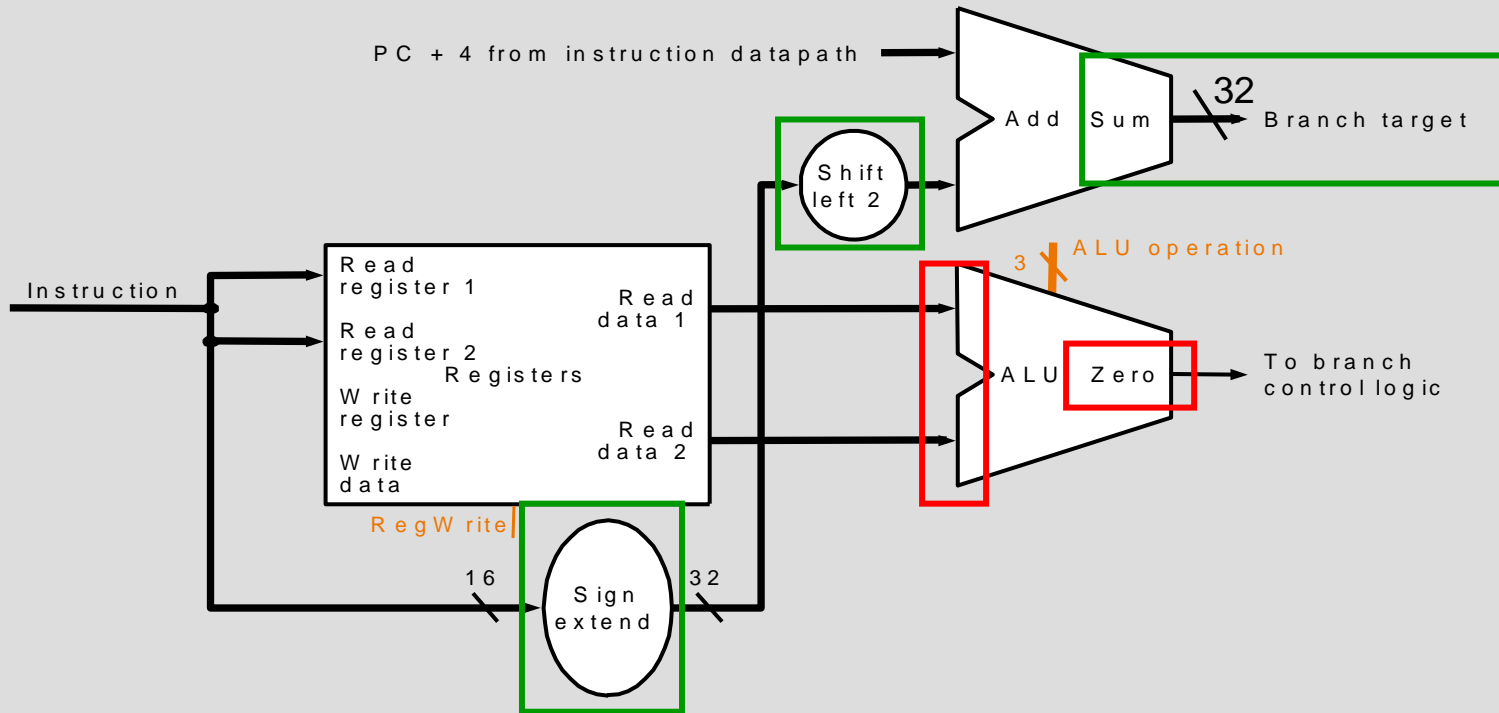 PC + 4 from instruction datapath
Add Sum
32
Branch target
Shift
left 2
ALU operation
3
Instruction
Read
register 1
Read
register 2
Registers
Write
register
Write
data
Read
data 1
Read
data 2
ALU Zero
To branch
control logic
RegWrite
16
Sign
extend
32